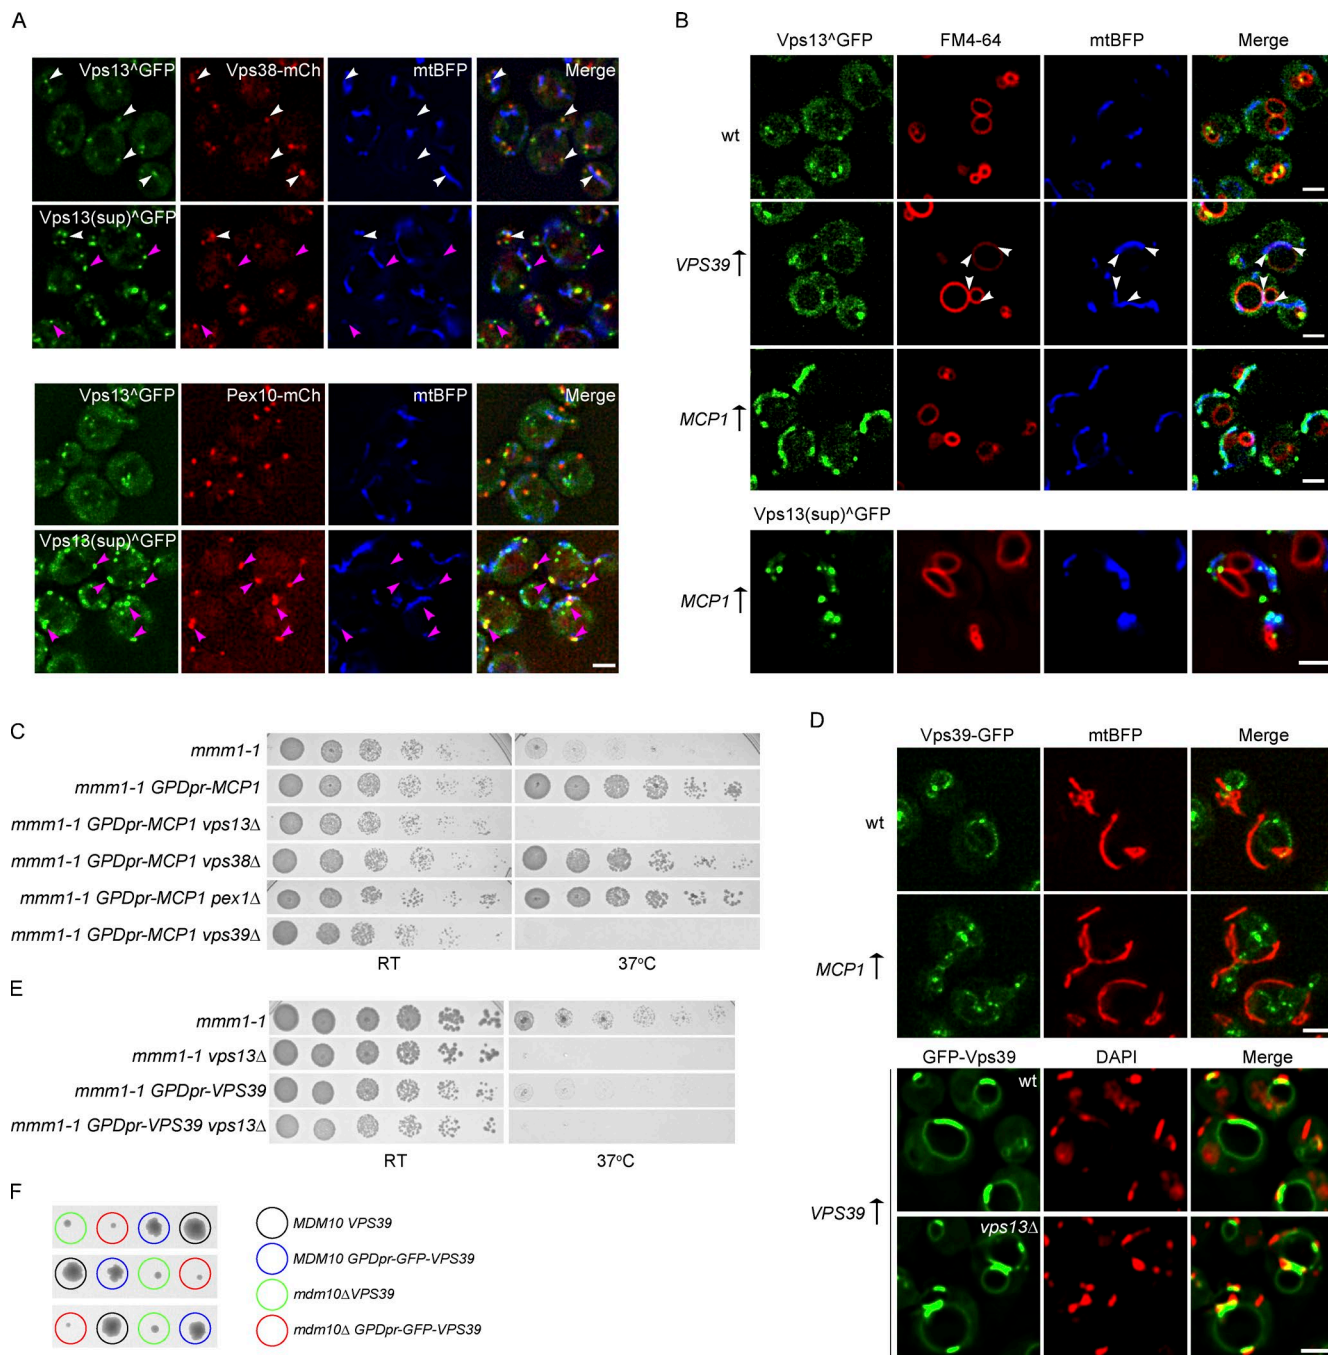 A
Vps13^GFP Vps38-mCh mtBFP Merge
Vps13(sup)^GFP
Vps13^GFP Pex10-mCh mtBFP Merge
Vps13(sup)^GFP
B
Vps13^GFP FM4-64 mtBFP Merge
wt
VPS39 ↑
MCP1 ↑
Vps13(sup)^GFP
MCP1 ↑
C
mmm1-1
mmm1-1 GPDpr-MCP1
mmm1-1 GPDpr-MCP1 vps13Δ
mmm1-1 GPDpr-MCP1 vps38Δ
mmm1-1 GPDpr-MCP1 pex1Δ
mmm1-1 GPDpr-MCP1 vps39Δ
RT 37°C
D
Vps39-GFP mtBFP Merge
wt
MCP1 ↑
GFP-Vps39 DAPI Merge
wt
VPS39 ↑
vps13Δ
E
mmm1-1
mmm1-1 vps13Δ
mmm1-1 GPDpr-VPS39
mmm1-1 GPDpr-VPS39 vps13Δ
RT 37°C
F
MDM10 VPS39
MDM10 GPDpr-GFP-VPS39
mdm10ΔVPS39
mdm10Δ GPDpr-GFP-VPS39